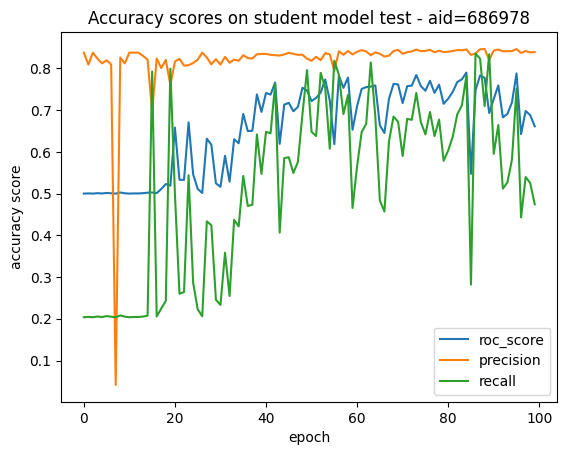 Accuracy scores on student model test - aid=686978
accuracy score
0.8
0.7
0.6
0.5
0.4
0.3
0.2
0.1
0
20
40
60
80
100
epoch
roc_score
precision
recall